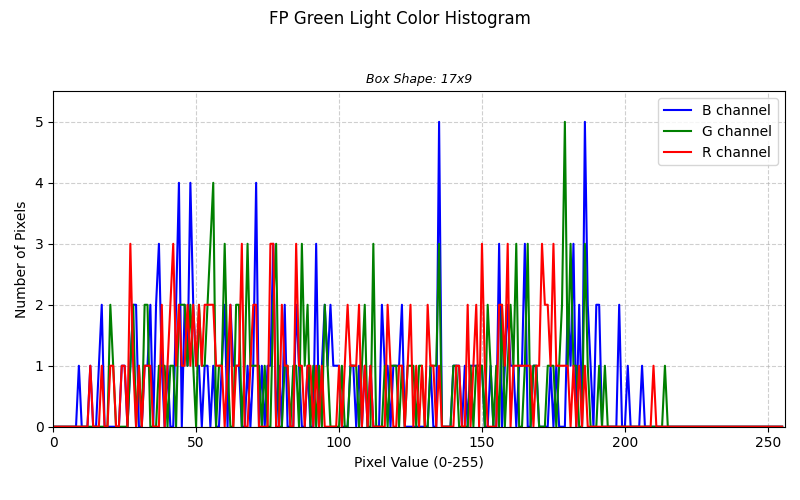 FP Green Light Color Histogram
Box Shape: 17x9
B channel
G channel
R channel
Number of Pixels
5
4
3
2
1
0
0 50 100 150 200 250
Pixel Value (0-255)